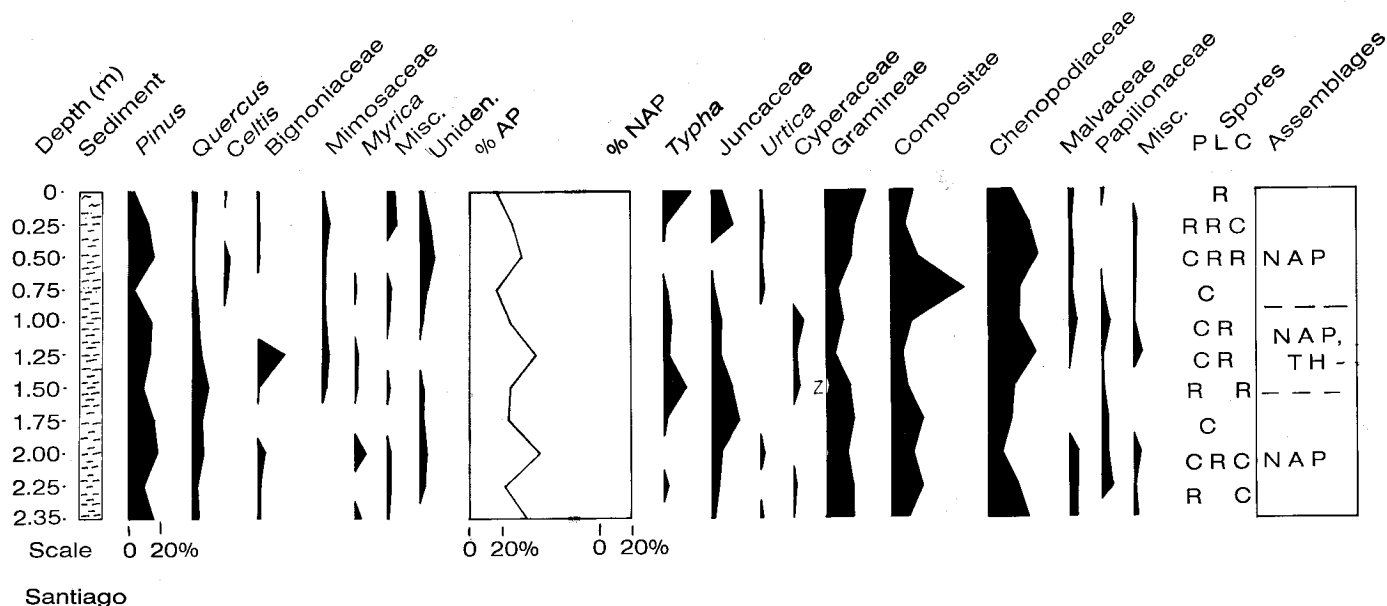 Depth (m) Sediment Pinus Quercus Celtis Bignoniaceae Mimosaceae Myrica Misc. Uniden. % AP % NAP Typha Juncaceae Urtica Cyperaceae Gramineae Compositae Chenopodiaceae Malvaceae Papilionaceae Misc. Spores Assemblages
P L C
0 R
0.25 R R C
0.50 C R R NAP
0.75 C
1.00 C R NAP,
1.25 C R TH-
1.50 Z R R
1.75 C
2.00 C R C NAP
2.25 R C
2.35
Scale 0 20% 0 20% 0 20%
Santiago